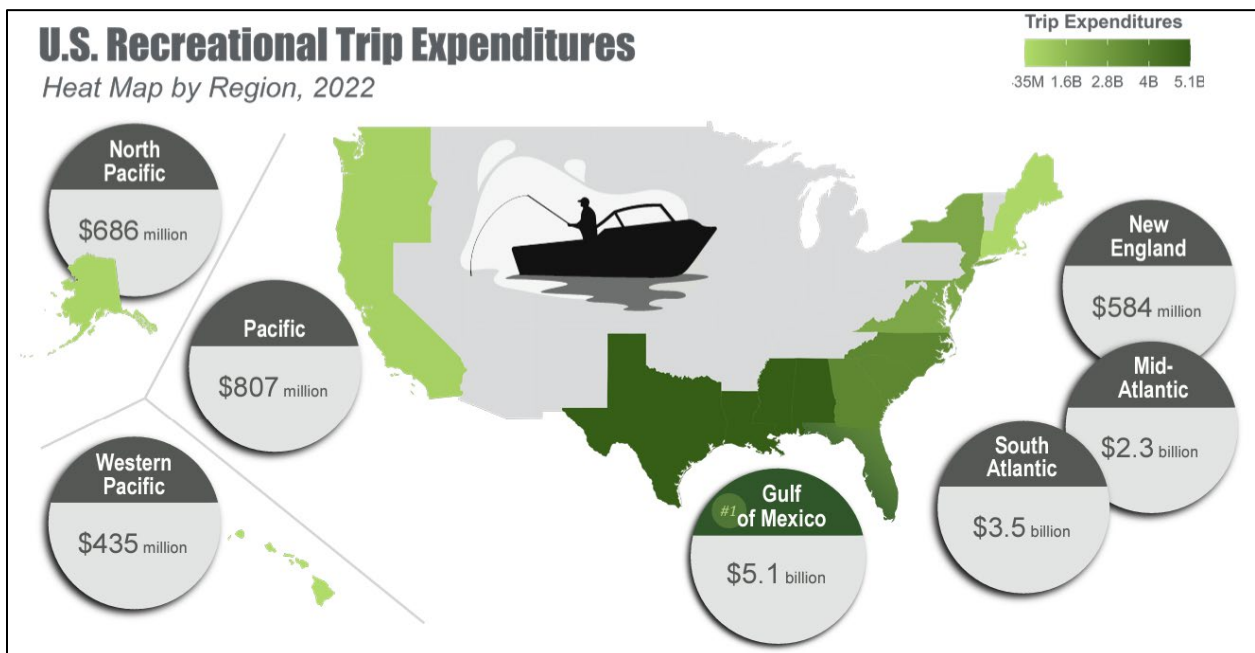 U.S. Recreational Trip Expenditures
Heat Map by Region, 2022
Trip Expenditures
35M 1.6B 2.8B 4B 5.1B
North
Pacific
$686 million
Pacific
$807 million
Western
Pacific
$435 million
New
England
$584 million
Mid-
Atlantic
$2.3 billion
South
Atlantic
$3.5 billion
#1
Gulf
of Mexico
$5.1 billion